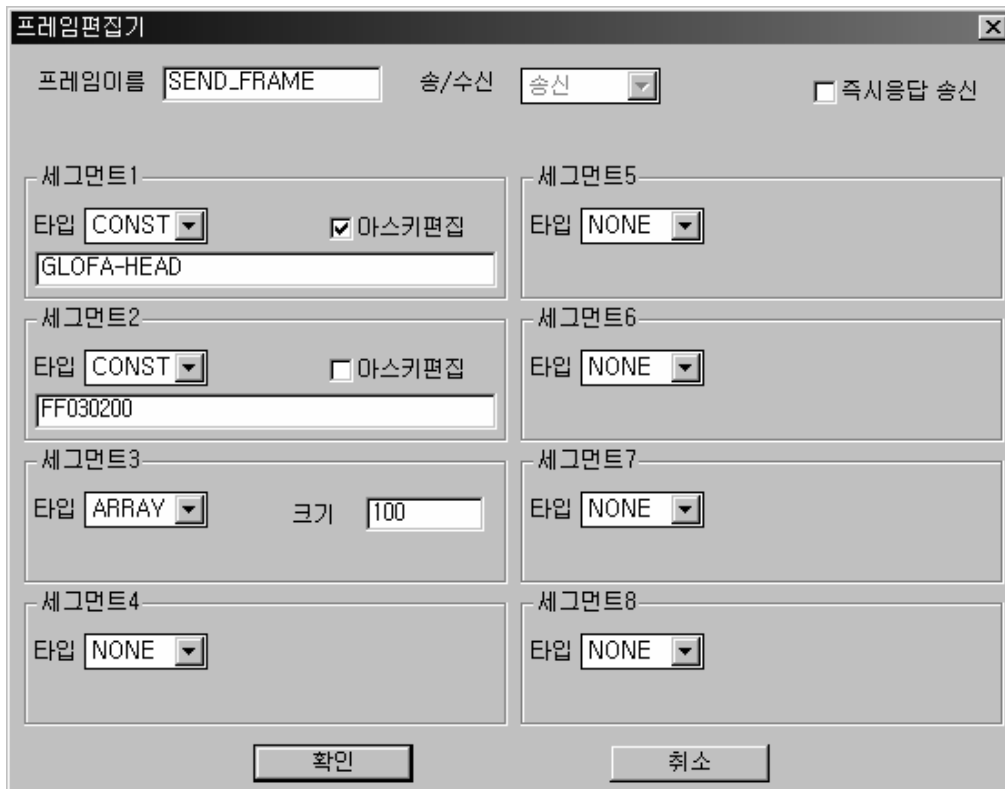 프레임편집기
프레임이름 SEND_FRAME 송/수신 송신 즉시응답 송신
세그먼트1
타입 CONST 아스키편집
GLOFA-HEAD
세그먼트2
타입 CONST 아스키편집
FF030200
세그먼트3
타입 ARRAY 크기 100
세그먼트4
타입 NONE
세그먼트5
타입 NONE
세그먼트6
타입 NONE
세그먼트7
타입 NONE
세그먼트8
타입 NONE
확인 취소